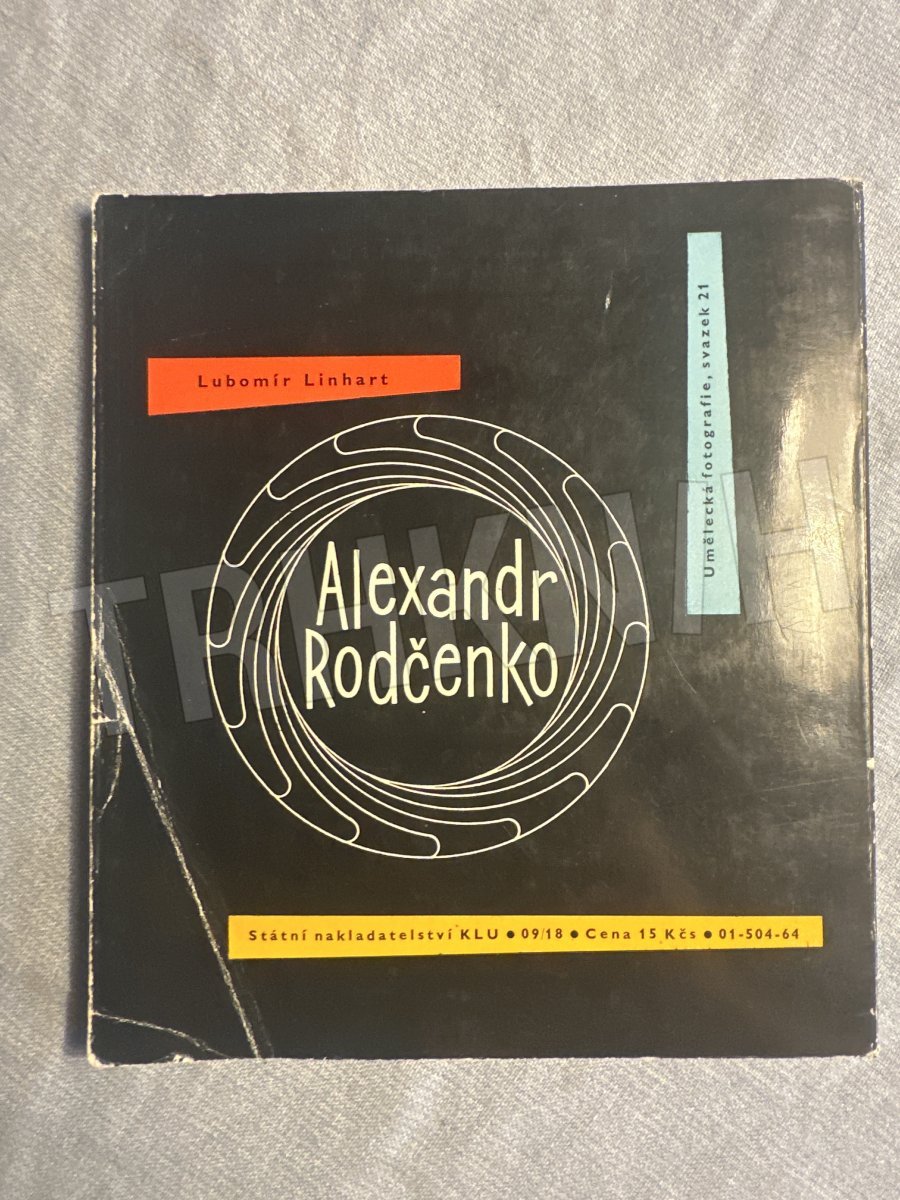 Lubomír Linhart
Umělecká fotografie, svazek 21
Alexandr
Rodčenko
Státní nakladatelství KLU ● 09/18 ● Cena 15 Kčs ● 01-504-64
TRHKNIH